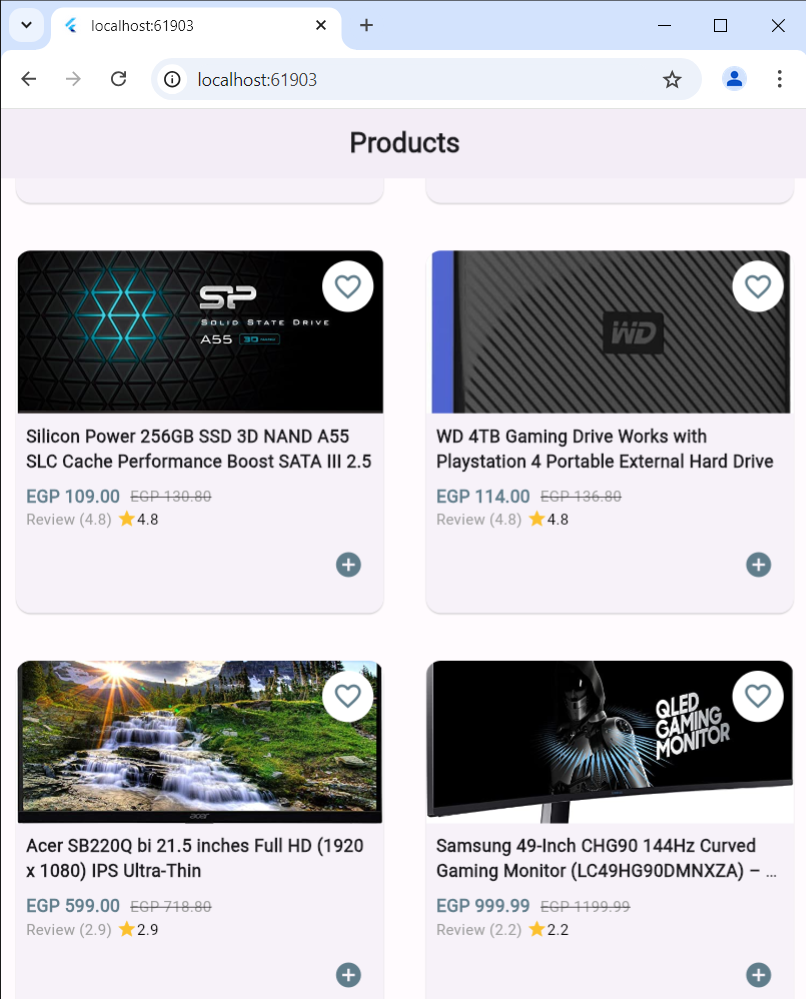 localhost:61903
localhost:61903
Products
SP
SOLID STATE DRIVE
A55
WD
Silicon Power 256GB SSD 3D NAND A55
SLC Cache Performance Boost SATA III 2.5
EGP 109.00 EGP 130.80
Review (4.8) 4.8
WD 4TB Gaming Drive Works with
Playstation 4 Portable External Hard Drive
EGP 114.00 EGP 136.80
Review (4.8) 4.8
acer
QLED
GAMING
MONITOR
Acer SB220Q bi 21.5 inches Full HD (1920
x 1080) IPS Ultra-Thin
EGP 599.00 EGP 718.80
Review (2.9) 2.9
Samsung 49-Inch CHG90 144Hz Curved
Gaming Monitor (LC49HG90DMNXZA) – ...
EGP 999.99 EGP 1199.99
Review (2.2) 2.2